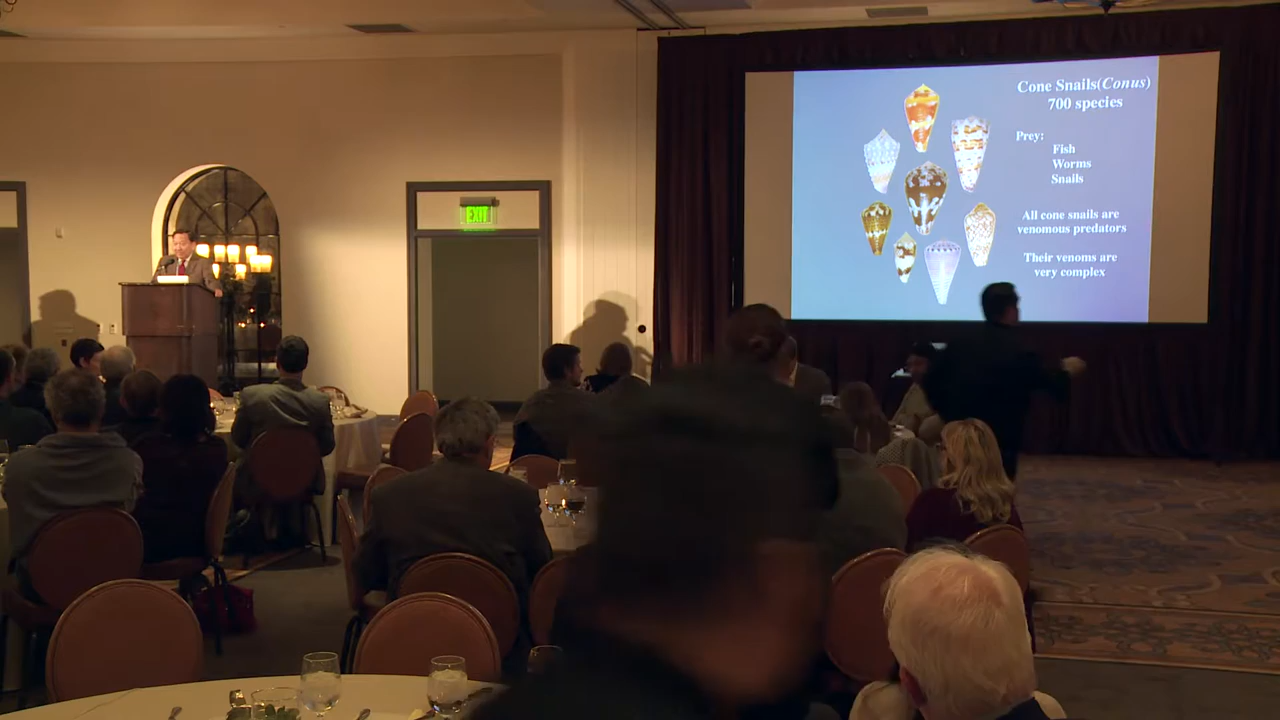 Cone Snails(Conus)
700 species
Prey:
Fish
Worms
Snails
All cone snails are
venomous predators
Their venoms are
very complex
EXIT